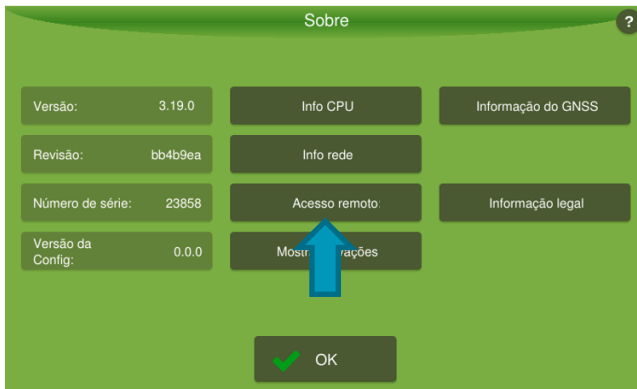 Sobre
?
Versão: 3.19.0
Info CPU
Informação do GNSS
Revisão: bb4b9ea
Info rede
Número de série: 23858
Acesso remoto:
Informação legal
Versão da
Config: 0.0.0
OK